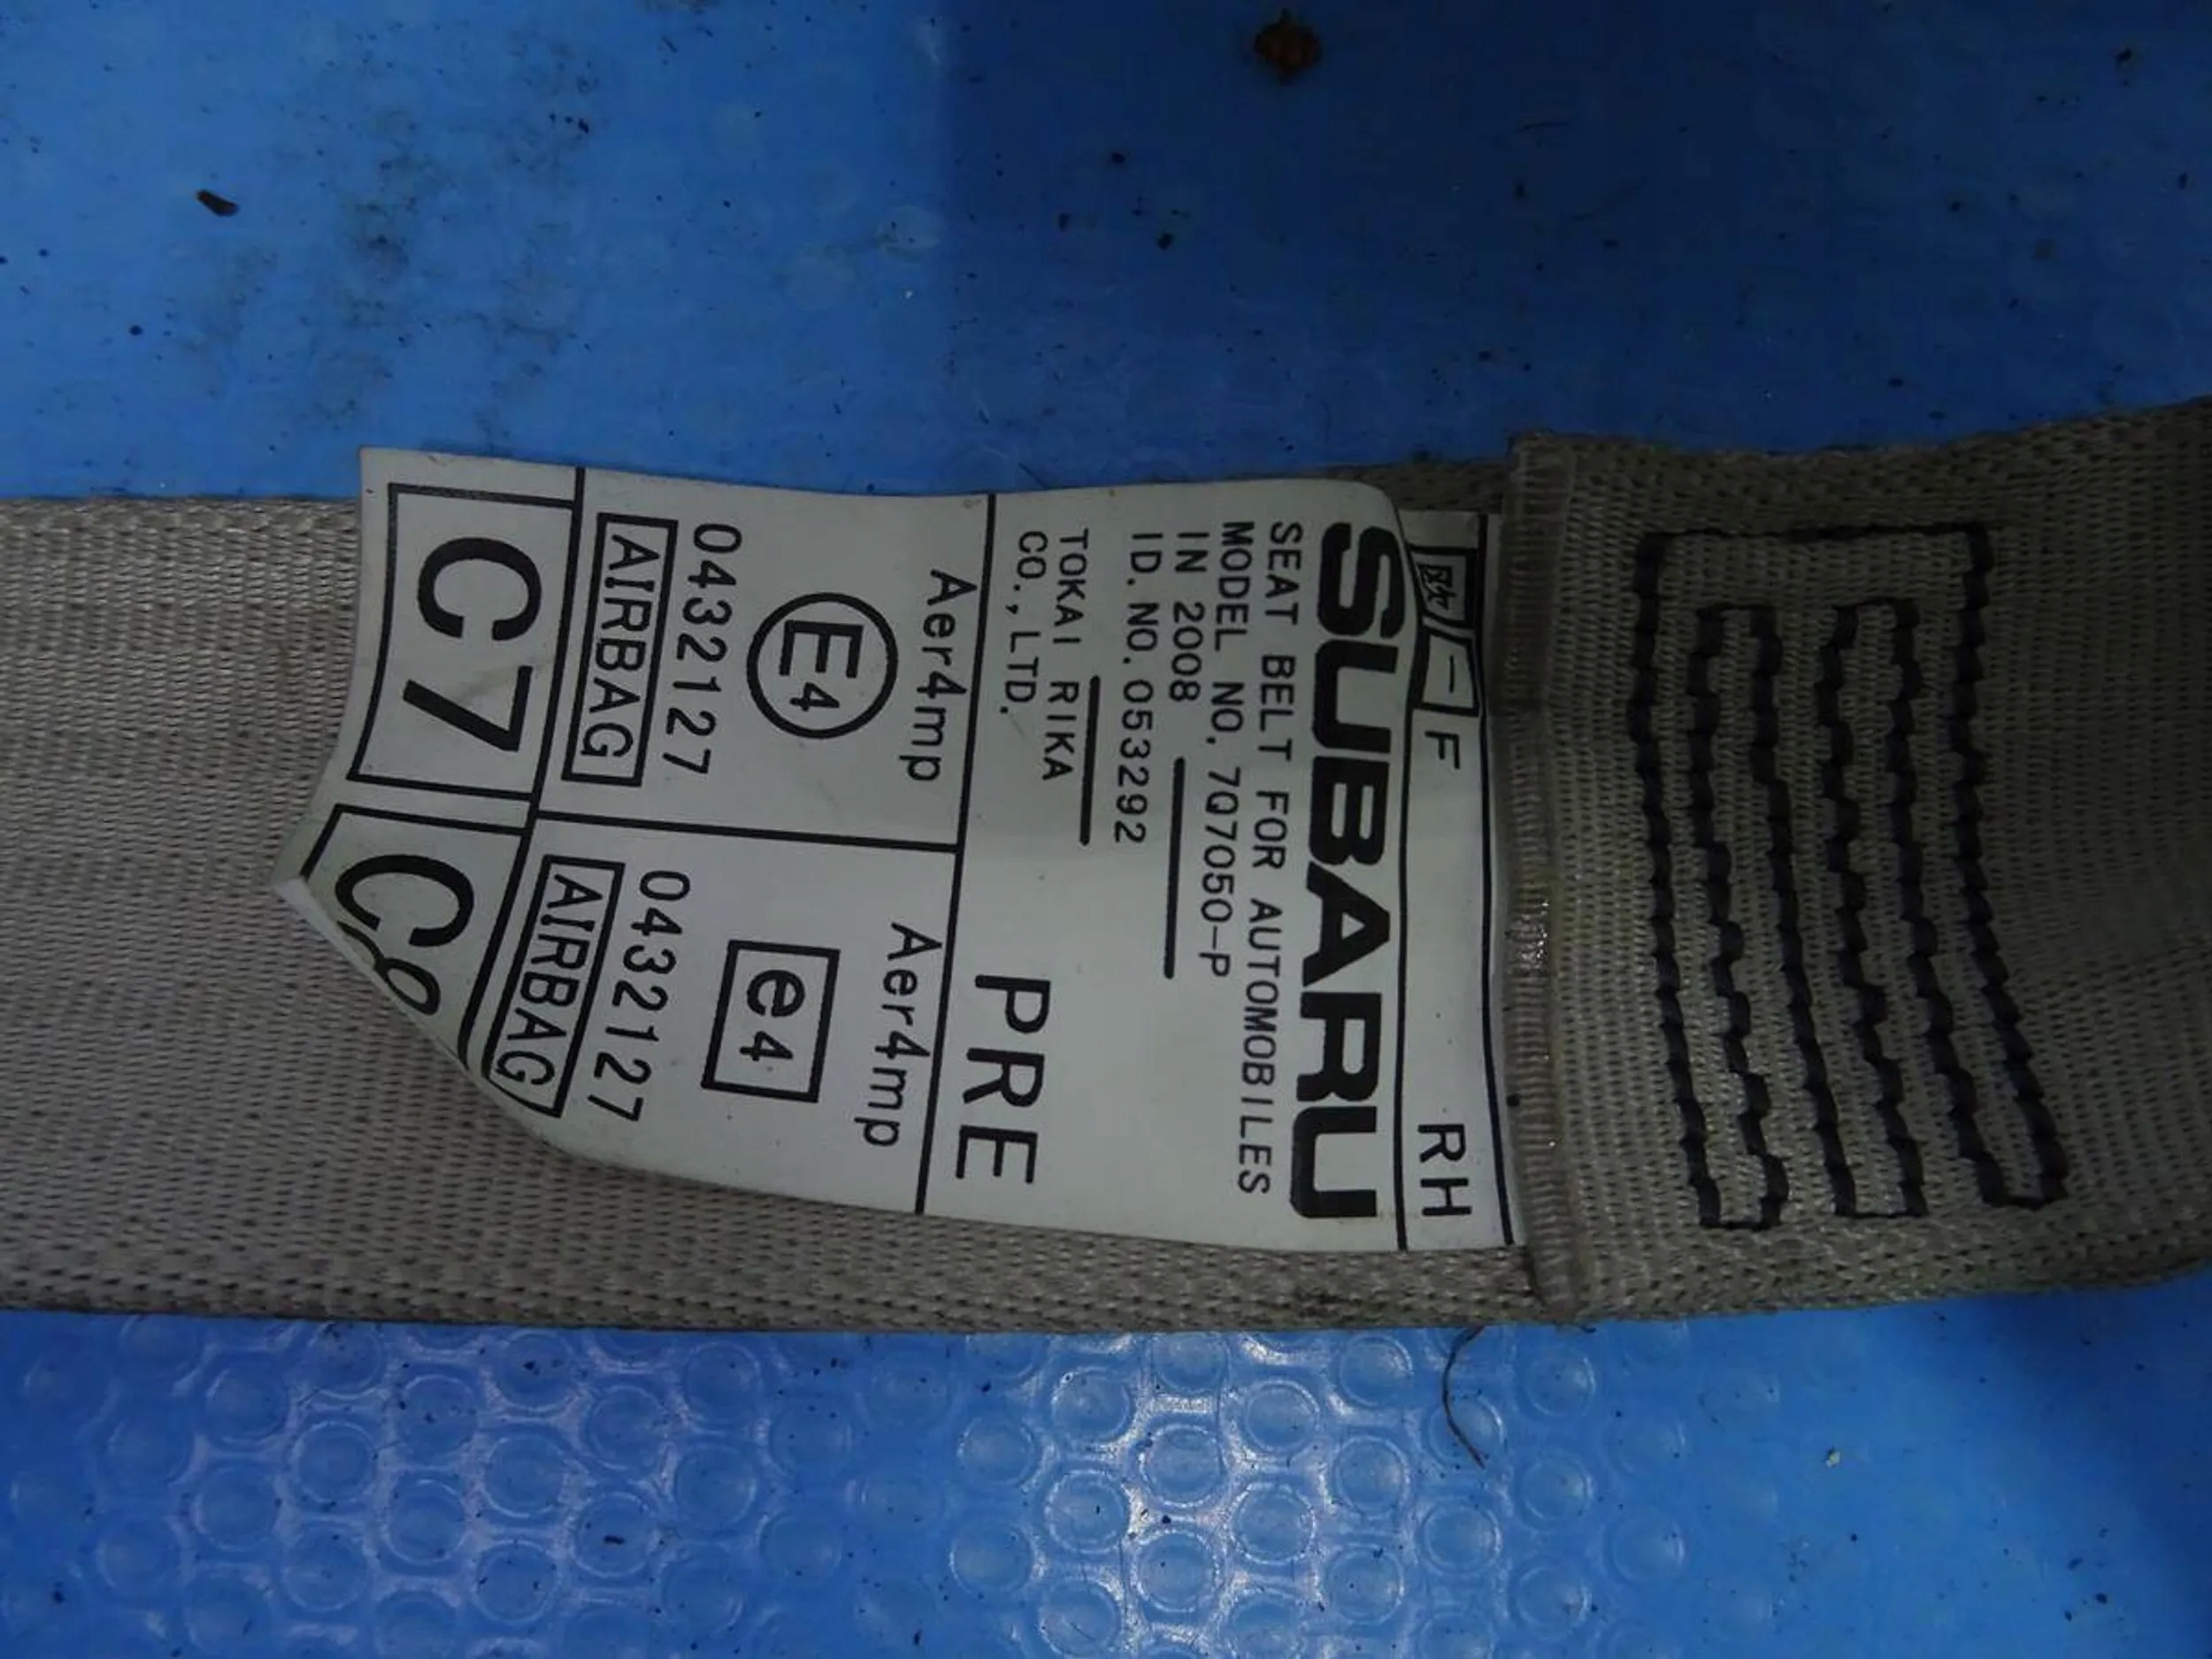 F RH
SUBARU
SEAT BELT FOR AUTOMOBILES
MODEL NO. 7Q7050-P
IN 2008
ID. NO. 053292
TOKAI RIKA
CO., LTD.
PRE
Aer4mp
E4
0432127
AIRBAG
Aer4mp
e4
0432127
AIRBAG
C7